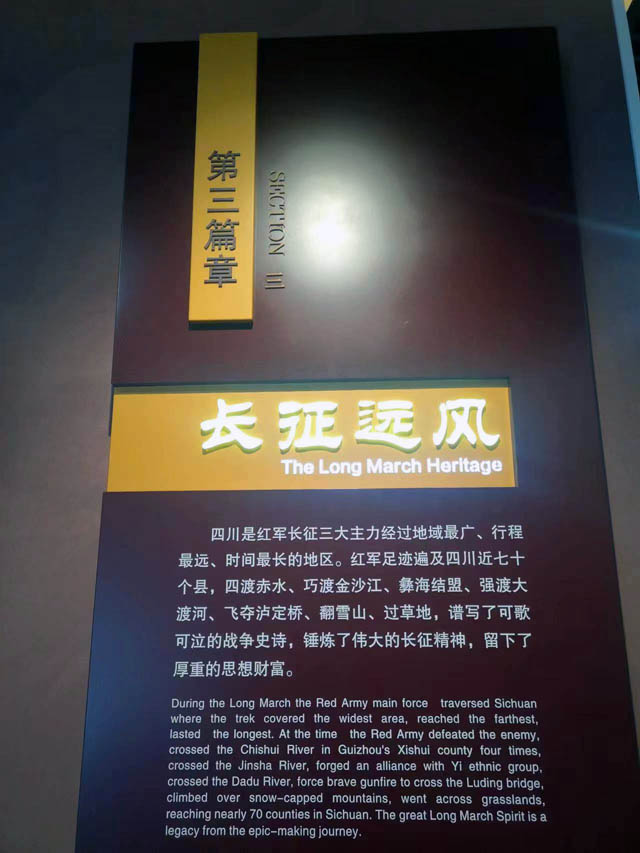 第三篇章
SECTION 三
长征远风
The Long March Heritage
四川是红军长征三大主力经过地域最广、行程
最远、时间最长的地区。红军足迹遍及四川近七十
个县，四渡赤水、巧渡金沙江、彝海结盟、强渡大
渡河、飞夺泸定桥、翻雪山、过草地，谱写了可歌
可泣的战争史诗，锤炼了伟大的长征精神，留下了
厚重的思想财富。
During the Long March the Red Army main force traversed Sichuan
where the trek covered the widest area, reached the farthest,
lasted the longest. At the time the Red Army defeated the enemy,
crossed the Chishui River in Guizhou's Xishui county four times,
crossed the Jinsha River, forged an alliance with Yi ethnic group,
crossed the Dadu River, force brave gunfire to cross the Luding bridge,
climbed over snow-capped mountains, went across grasslands,
reaching nearly 70 counties in Sichuan. The great Long March Spirit is a
legacy from the epic-making journey.